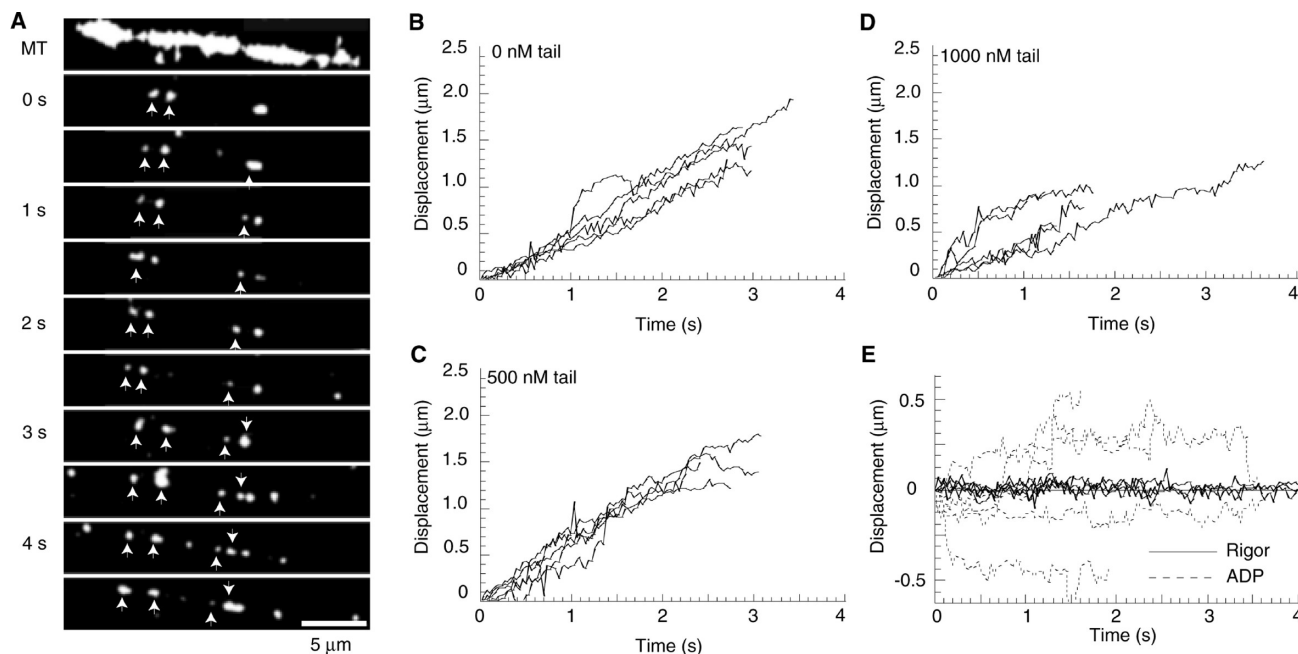 A
MT
0 s
1 s
2 s
3 s
4 s
5 μm
B
0 nM tail
Displacement (μm)
2.5
2.0
1.5
1.0
0.5
0
0 1 2 3 4
Time (s)
C
500 nM tail
Displacement (μm)
2.5
2.0
1.5
1.0
0.5
0
0 1 2 3 4
Time (s)
D
1000 nM tail
Displacement (μm)
2.5
2.0
1.5
1.0
0.5
0
0 1 2 3 4
Time (s)
E
Displacement (μm)
0.5
0
-0.5
Rigor
ADP
0 1 2 3 4
Time (s)